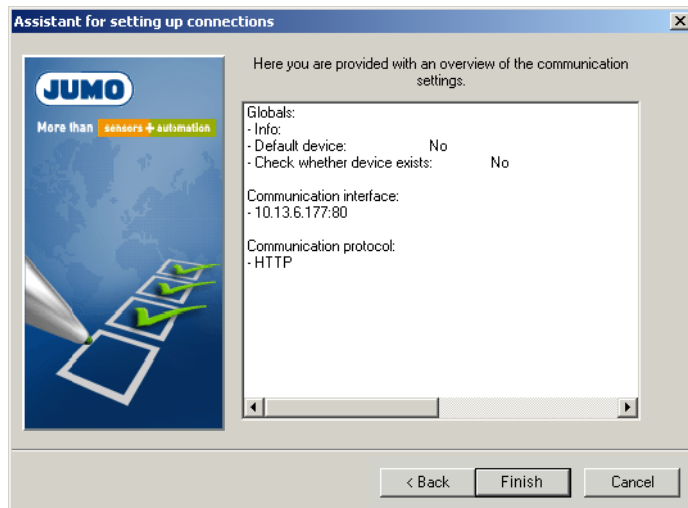 Assistant for setting up connections
JUMO
More than sensors + automation
Here you are provided with an overview of the communication
settings.
Globals:
- Info:
- Default device: No
- Check whether device exists: No
Communication interface:
- 10.13.6.177:80
Communication protocol:
- HTTP
< Back
Finish
Cancel